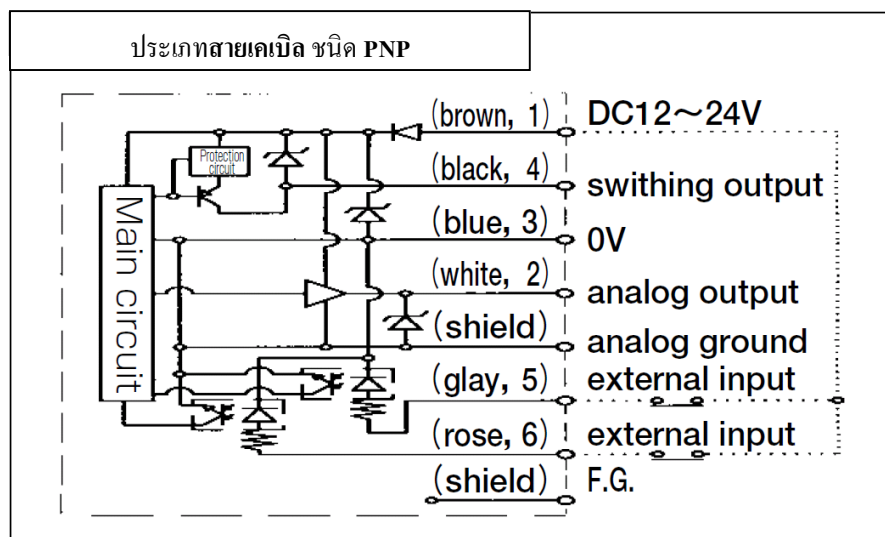 ประเภทสายเคเบิล ชนิด PNP
(brown, 1) DC12～24V
Protection
circuit
(black, 4) swithing output
Main circuit
(blue, 3) 0V
(white, 2) analog output
(shield) analog ground
(glay, 5) external input
(rose, 6) external input
(shield) F.G.